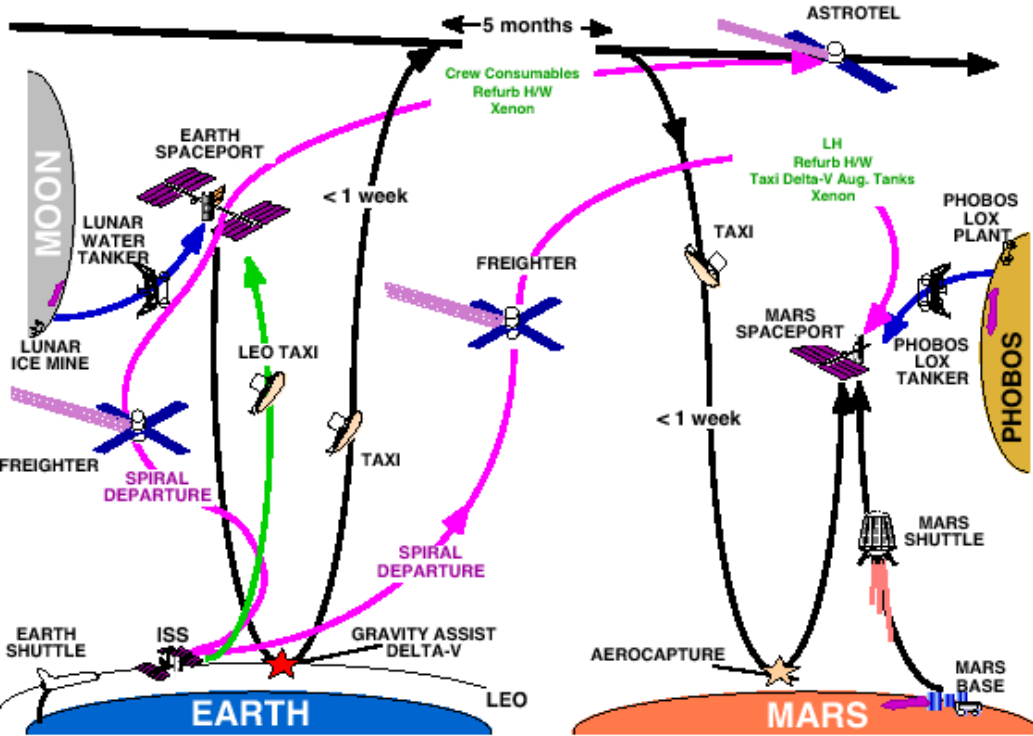 ASTROTEL
5 months
Crew Consumables
Refurb H/W
Xenon
EARTH
SPACEPORT
MOON
< 1 week
LH
Refurb H/W
Taxi Delta-V Aug. Tanks
Xenon
PHOBOS
LOX
PLANT
LUNAR
WATER
TANKER
TAXI
FREIGHTER
MARS
SPACEPORT
LUNAR
ICE MINE
LEO TAXI
PHOBOS
LOX
TANKER
PHOBOS
< 1 week
FREIGHTER
TAXI
SPIRAL
DEPARTURE
MARS
SHUTTLE
SPIRAL
DEPARTURE
EARTH
SHUTTLE
ISS
GRAVITY ASSIST
DELTA-V
AEROCAPTURE
MARS
BASE
LEO
EARTH
MARS